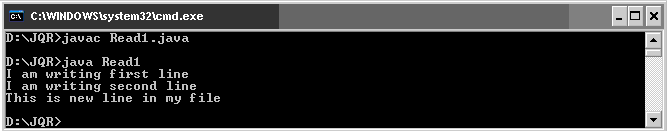 C:\WINDOWS\system32\cmd.exe
D:\JQR>javac Read1.java
D:\JQR>java Read1
I am writing first line
I am writing second line
This is new line in my file
D:\JQR>